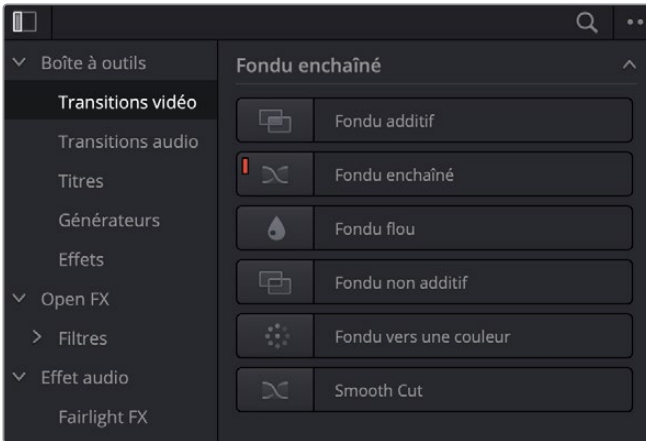 Boîte à outils
Transitions vidéo
Transitions audio
Titres
Générateurs
Effets
Open FX
Filtres
Effet audio
Fairlight FX
Fondu enchaîné
Fondu additif
Fondu enchaîné
Fondu flou
Fondu non additif
Fondu vers une couleur
Smooth Cut